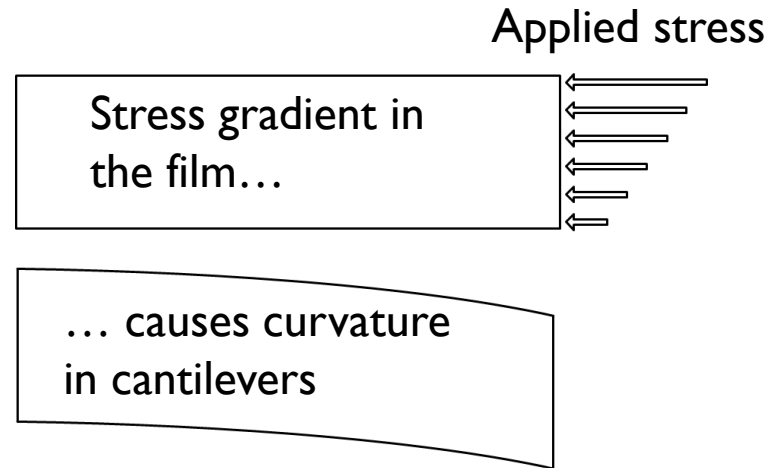 Applied stress
Stress gradient in
the film…
… causes curvature
in cantilevers